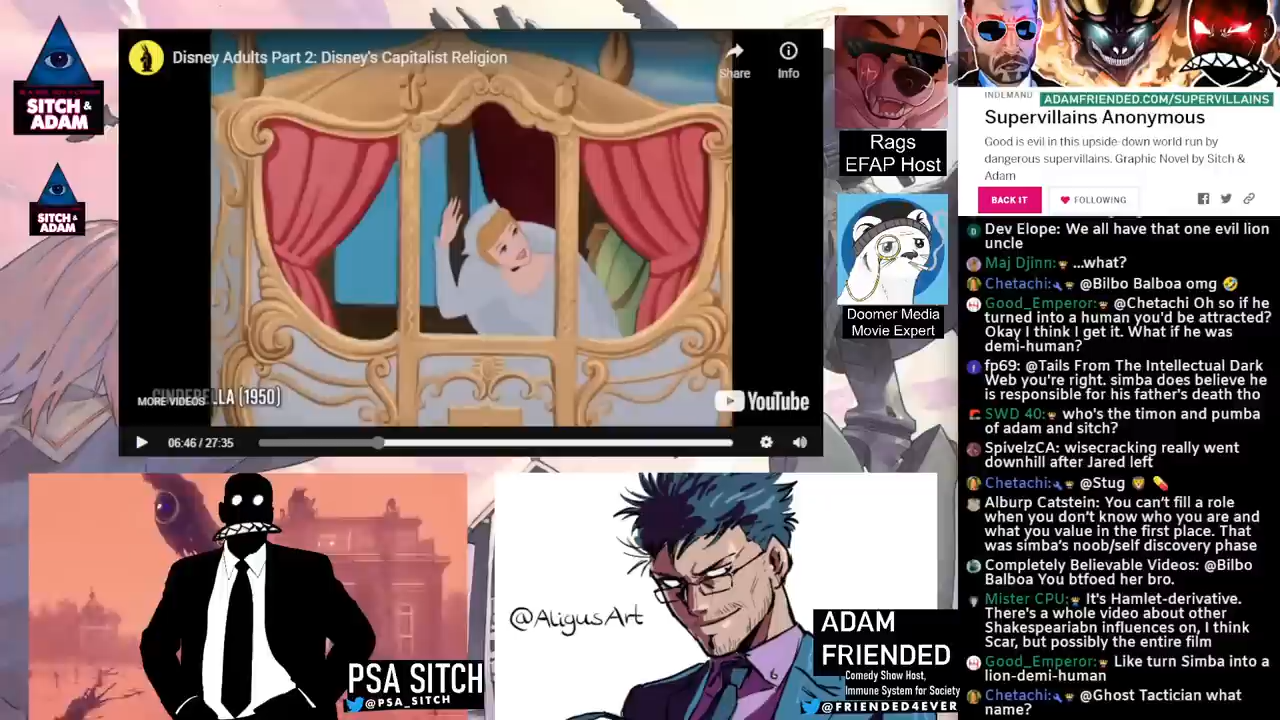 SITCH &
ADAM
SITCH &
ADAM
Disney Adults Part 2: Disney's Capitalist Religion
Share
Info
MORE VIDEOS
LLA (1950)
YouTube
06:46 / 27:35
Rags
EFAP Host
Doomer Media
Movie Expert
INDEMAND
ADAMFRIENDED.COM/SUPERVILLAINS
Supervillains Anonymous
Good is evil in this upside-down world run by
dangerous supervillains. Graphic Novel by Sitch &
Adam
BACK IT
FOLLOWING
Dev Elope: We all have that one evil lion
uncle
Maj Djinn: ...what?
Chetachi: @Bilbo Balboa omg 🤣
Good_Emperor: @Chetachi Oh so if he
turned into a human you'd be attracted?
Okay I think I get it. What if he was
demi-human?
fp69: @Tails From The Intellectual Dark
Web you're right. simba does believe he
is responsible for his father's death tho
SWD 40: who's the timon and pumba
of adam and sitch?
SpivelzCA: wisecracking really went
downhill after Jared left
Chetachi: @Stug 🦁 💊
Alburp Catstein: You can't fill a role
when you don't know who you are and
what you value in the first place. That
was simba's noob/self discovery phase
Completely Believable Videos: @Bilbo
Balboa You btfoed her bro.
Mister CPU: It's Hamlet-derivative.
There's a whole video about other
Shakespeariabn influences on, I think
Scar, but possibly the entire film
Good_Emperor: Like turn Simba into a
lion-demi-human
Chetachi: @Ghost Tactician what
name?
PSA SITCH
@PSA_SITCH
@AligusArt
ADAM
FRIENDED
Comedy Show Host,
Immune System for Society
@FRIENDED4EVER